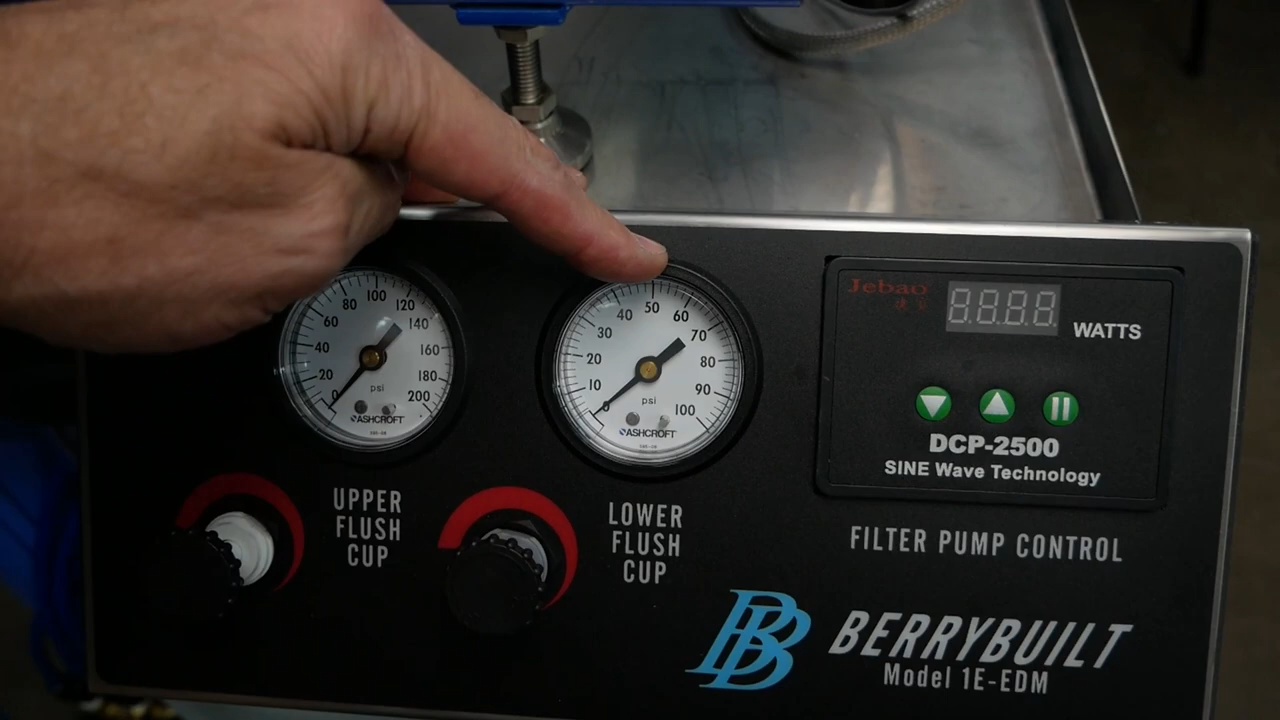 100
80
120
60
140
40
160
20
180
0
200
psi
ASHCROFT
50
40
60
30
70
20
80
10
90
0
100
psi
ASHCROFT
Jebao
8.8.8.8
WATTS
DCP-2500
SINE Wave Technology
UPPER
FLUSH
CUP
LOWER
FLUSH
CUP
FILTER PUMP CONTROL
BB BERRYBUILT
Model 1E-EDM